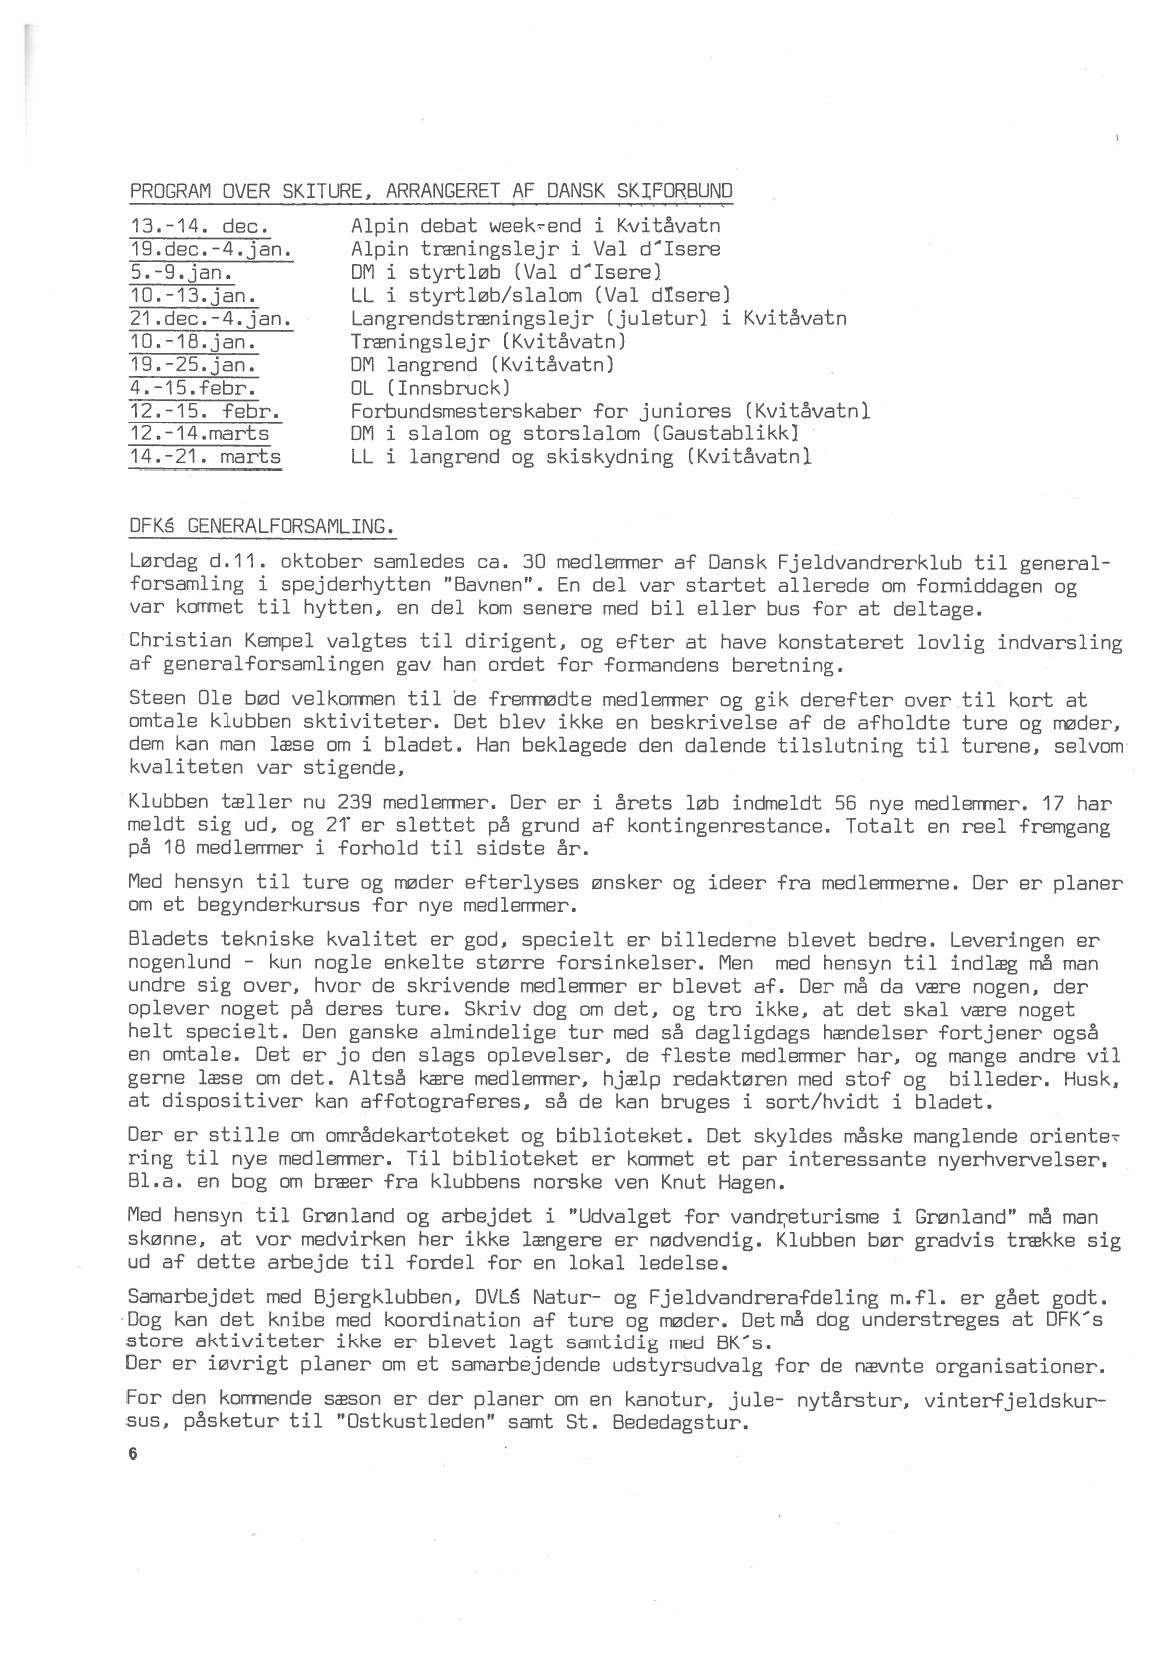 PROGRAM OVER SKITURE, ARRANGERET AF DANSK SKIFORBUND
13.-14. dec. Alpin debat week-end i Kvitåvatn
19.dec.-4.jan. Alpin træningslejr i Val d´Isere
5.-9.jan. DM i styrtløb (Val d´Isere)
10.-13.jan. LL i styrtløb/slalom (Val d´Isere)
21.dec.-4.jan. Langrendstræningslejr (juletur) i Kvitåvatn
10.-18.jan. Træningslejr (Kvitåvatn)
19.-25.jan. DM langrend (Kvitåvatn)
4.-15.febr. OL (Innsbruck)
12.-15. febr. Forbundsmesterskaber for juniores (Kvitåvatn)
12.-14.marts DM i slalom og storslalom (Gaustablikk)
14.-21. marts LL i langrend og skiskydning (Kvitåvatn)
DFK´s GENERALFORSAMLING.
Lørdag d.11. oktober samledes ca. 30 medlemmer af Dansk Fjeldvandrerklub til general-
forsamling i spejderhytten "Bavnen". En del var startet allerede om formiddagen og
var kommet til hytten, en del kom senere med bil eller bus for at deltage.
Christian Kempel valgtes til dirigent, og efter at have konstateret lovlig indvarsling
af generalforsamlingen gav han ordet for formandens beretning.
Steen Ole bød velkommen til de fremmødte medlemmer og gik derefter over til kort at
omtale klubben sktiviteter. Det blev ikke en beskrivelse af de afholdte ture og møder,
dem kan man læse om i bladet. Han beklagede den dalende tilslutning til turene, selvom
kvaliteten var stigende,
Klubben tæller nu 239 medlemmer. Der er i årets løb indmeldt 56 nye medlemmer. 17 har
meldt sig ud, og 21 er slettet på grund af kontingenrestance. Totalt en reel fremgang
på 18 medlemmer i forhold til sidste år.
Med hensyn til ture og møder efterlyses ønsker og ideer fra medlemmerne. Der er planer
om et begynderkursus for nye medlemmer.
Bladets tekniske kvalitet er god, specielt er billederne blevet bedre. Leveringen er
nogenlund - kun nogle enkelte større forsinkelser. Men med hensyn til indlæg må man
undre sig over, hvor de skrivende medlemmer er blevet af. Der må da være nogen, der
oplever noget på deres ture. Skriv dog om det, og tro ikke, at det skal være noget
helt specielt. Den ganske almindelige tur med så dagligdags hændelser fortjener også
en omtale. Det er jo den slags oplevelser, de fleste medlemmer har, og mange andre vil
gerne læse om det. Altså kære medlemmer, hjælp redaktøren med stof og billeder. Husk,
at dispositiver kan affotograferes, så de kan bruges i sort/hvidt i bladet.
Der er stille om områdekartoteket og biblioteket. Det skyldes måske manglende oriente-
ring til nye medlemmer. Til biblioteket er kommet et par interessante nyerhvervelser.
Bl.a. en bog om bræer fra klubbens norske ven Knut Hagen.
Med hensyn til Grønland og arbejdet i "Udvalget for vandreturisme i Grønland" må man
skønne, at vor medvirken her ikke længere er nødvendig. Klubben bør gradvis trække sig
ud af dette arbejde til fordel for en lokal ledelse.
Samarbejdet med Bjergklubben, DVL´s Natur- og Fjeldvandrerafdeling m.fl. er gået godt.
Dog kan det knibe med koordination af ture og møder. Det må dog understreges at DFK´s
store aktiviteter ikke er blevet lagt samtidig med BK´s.
Der er iøvrigt planer om et samarbejdende udstyrsudvalg for de nævnte organisationer.
For den kommende sæson er der planer om en kanotur, jule- nytårstur, vinterfjeldskur-
sus, påsketur til "Ostkustleden" samt St. Bededagstur.
6